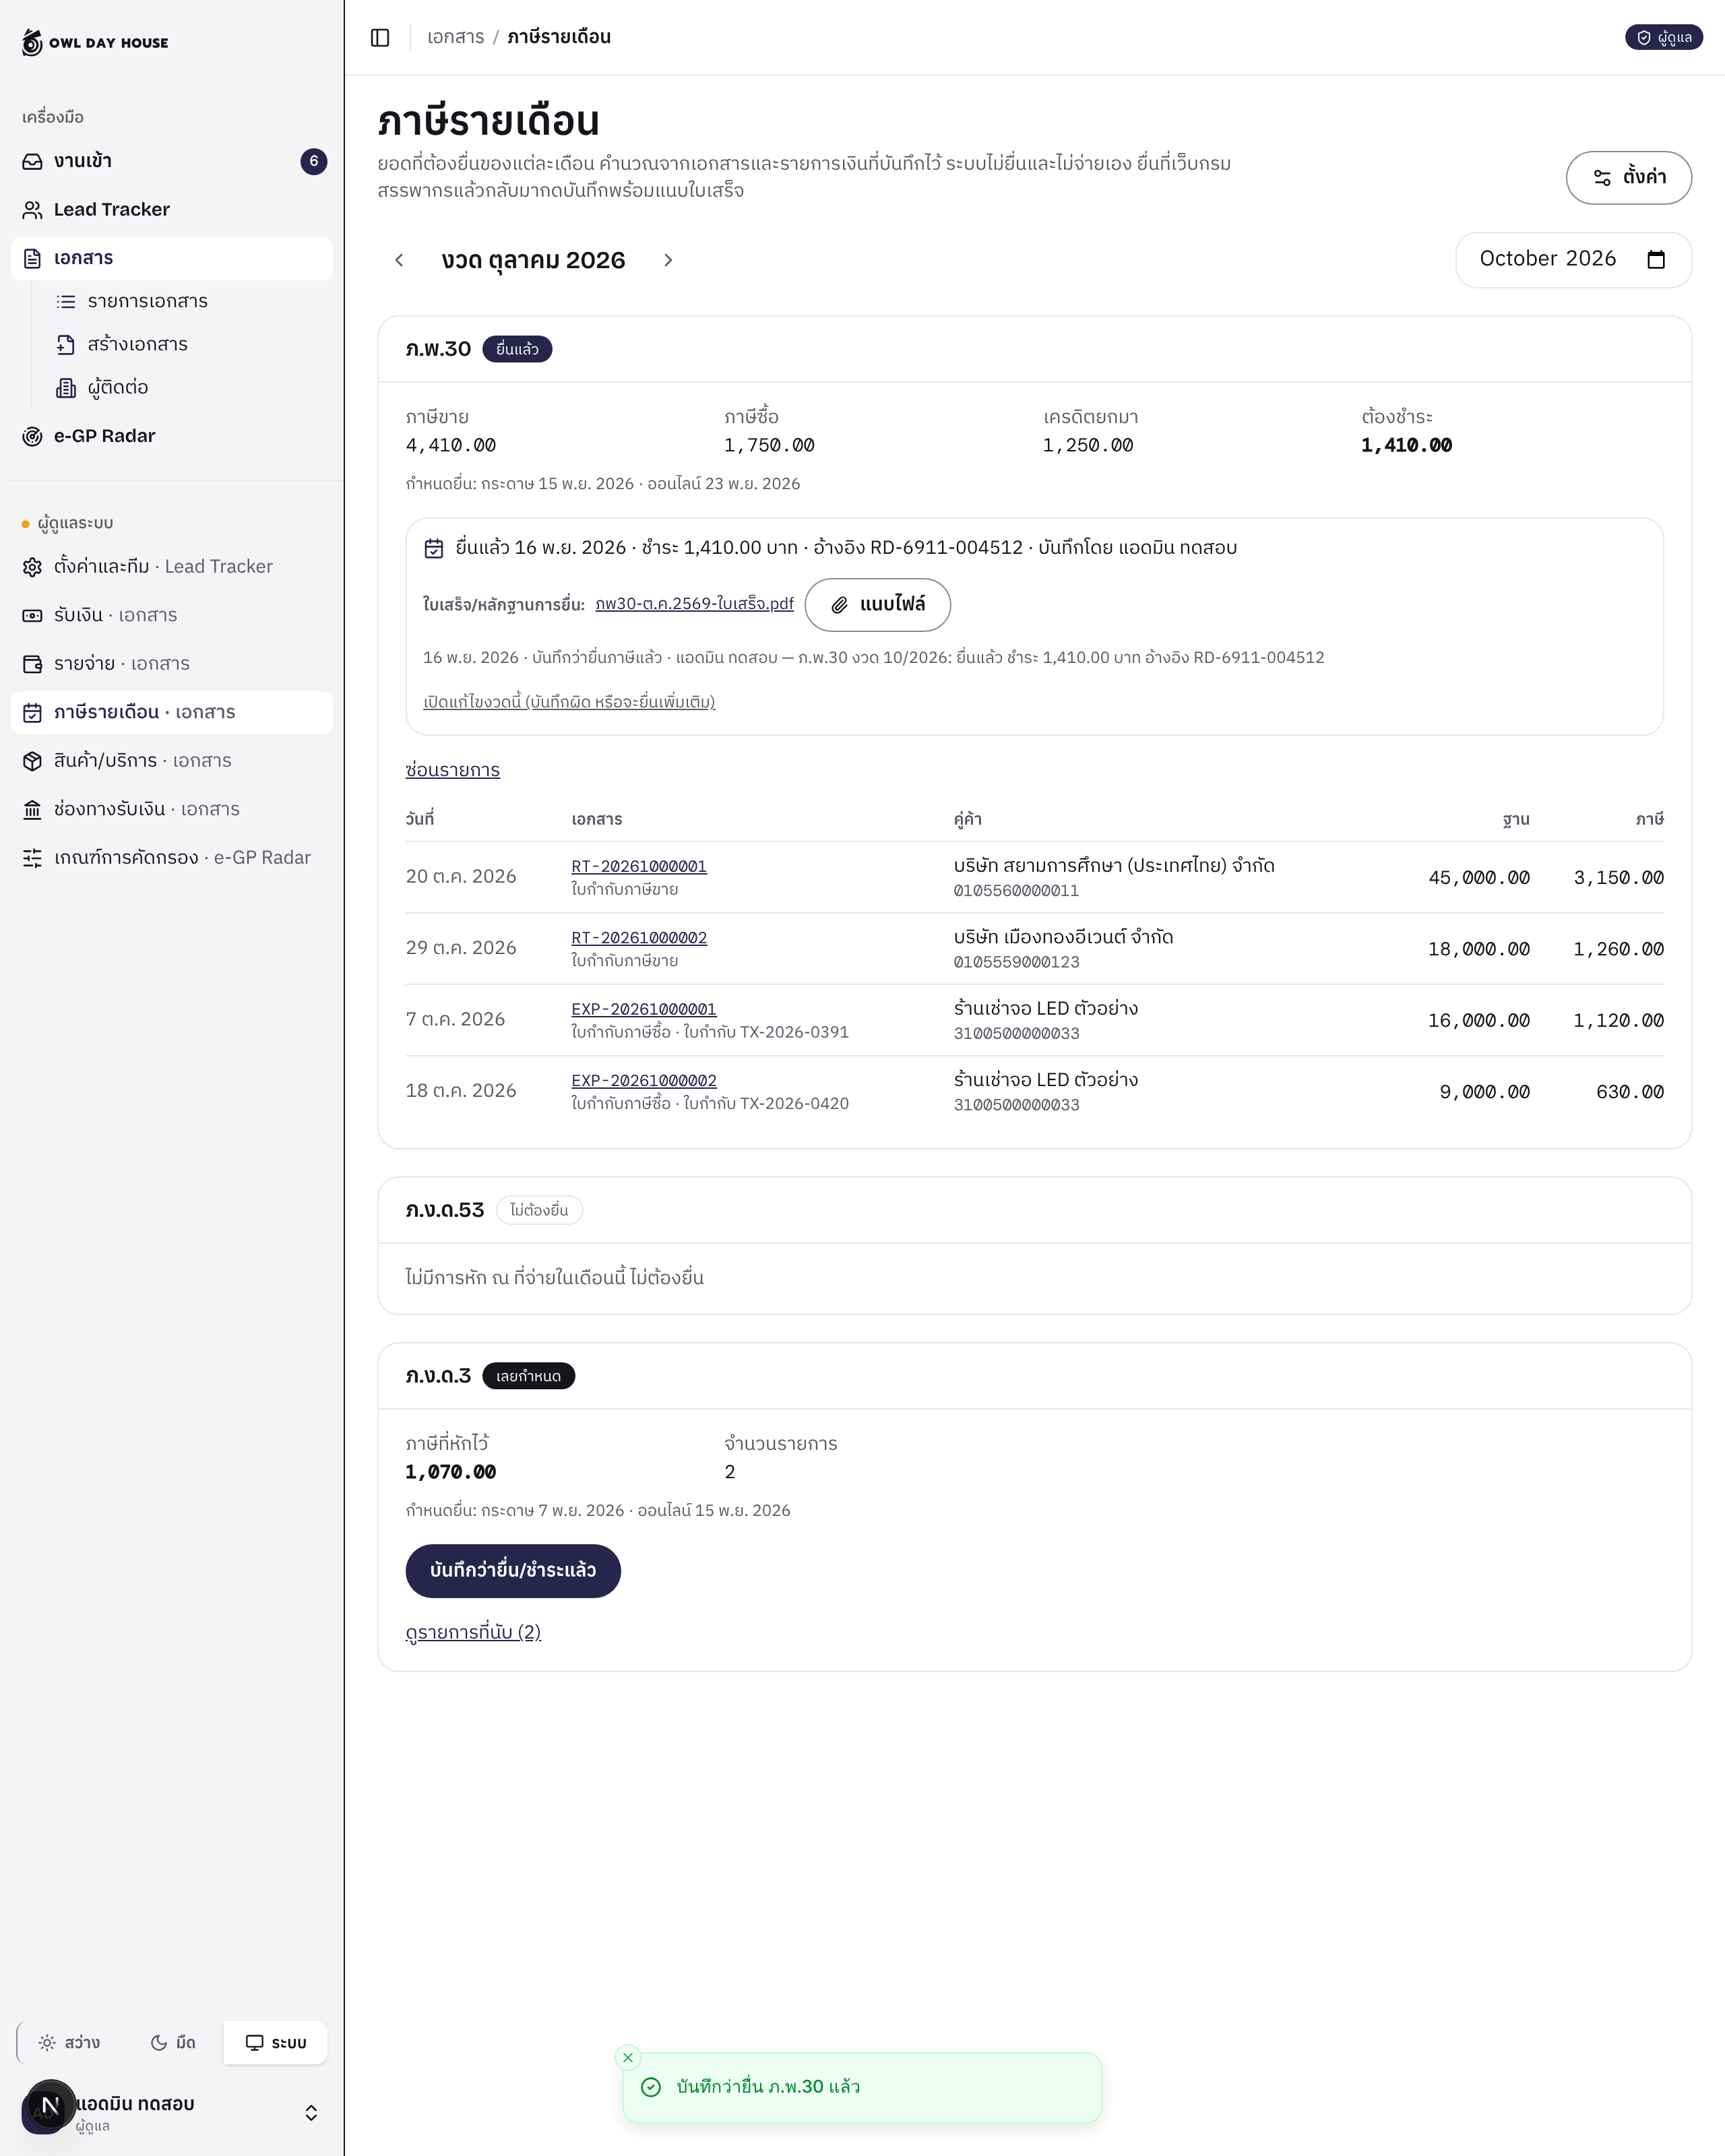 OWL DAY HOUSE
เครื่องมือ
งานเข้า 6
Lead Tracker
เอกสาร
รายการเอกสาร
สร้างเอกสาร
ผู้ติดต่อ
e-GP Radar
ผู้ดูแลระบบ
ตั้งค่าและทีม · Lead Tracker
รับเงิน · เอกสาร
รายจ่าย · เอกสาร
ภาษีรายเดือน · เอกสาร
สินค้า/บริการ · เอกสาร
ช่องทางรับเงิน · เอกสาร
เกณฑ์การคัดกรอง · e-GP Radar
สว่าง มืด ระบบ
N แอดมิน ทดสอบ
ผู้ดูแล
เอกสาร / ภาษีรายเดือน ผู้ดูแล
ภาษีรายเดือน
ยอดที่ต้องยื่นของแต่ละเดือน คำนวณจากเอกสารและรายการเงินที่บันทึกไว้ ระบบไม่ยื่นและไม่จ่ายเอง ยื่นที่เว็บกรม
สรรพากรแล้วกลับมากดบันทึกพร้อมแนบใบเสร็จ
ตั้งค่า
งวด ตุลาคม 2026 October 2026
ภ.พ.30 ยื่นแล้ว
ภาษีขาย ภาษีซื้อ เครดิตยกมา ต้องชำระ
4,410.00 1,750.00 1,250.00 1,410.00
กำหนดยื่น: กระดาษ 15 พ.ย. 2026 · ออนไลน์ 23 พ.ย. 2026
ยื่นแล้ว 16 พ.ย. 2026 · ชำระ 1,410.00 บาท · อ้างอิง RD-6911-004512 · บันทึกโดย แอดมิน ทดสอบ
ใบเสร็จ/หลักฐานการยื่น: ภพ30-ต.ค.2569-ใบเสร็จ.pdf แนบไฟล์
16 พ.ย. 2026 · บันทึกว่ายื่นภาษีแล้ว · แอดมิน ทดสอบ — ภ.พ.30 งวด 10/2026: ยื่นแล้ว ชำระ 1,410.00 บาท อ้างอิง RD-6911-004512
เปิดแก้ไขงวดนี้ (บันทึกผิด หรือจะยื่นเพิ่มเติม)
ซ่อนรายการ
วันที่ เอกสาร คู่ค้า ฐาน ภาษี
20 ต.ค. 2026 RT-20261000001 บริษัท สยามการศึกษา (ประเทศไทย) จำกัด 45,000.00 3,150.00
ใบกำกับภาษีขาย 0105560000011
29 ต.ค. 2026 RT-20261000002 บริษัท เมืองทองอีเวนต์ จำกัด 18,000.00 1,260.00
ใบกำกับภาษีขาย 0105559000123
7 ต.ค. 2026 EXP-20261000001 ร้านเช่าจอ LED ตัวอย่าง 16,000.00 1,120.00
ใบกำกับภาษีซื้อ · ใบกำกับ TX-2026-0391 3100500000033
18 ต.ค. 2026 EXP-20261000002 ร้านเช่าจอ LED ตัวอย่าง 9,000.00 630.00
ใบกำกับภาษีซื้อ · ใบกำกับ TX-2026-0420 3100500000033
ภ.ง.ด.53 ไม่ต้องยื่น
ไม่มีการหัก ณ ที่จ่ายในเดือนนี้ ไม่ต้องยื่น
ภ.ง.ด.3 เลยกำหนด
ภาษีที่หักไว้ จำนวนรายการ
1,070.00 2
กำหนดยื่น: กระดาษ 7 พ.ย. 2026 · ออนไลน์ 15 พ.ย. 2026
บันทึกว่ายื่น/ชำระแล้ว
ดูรายการที่นับ (2)
บันทึกว่ายื่น ภ.พ.30 แล้ว